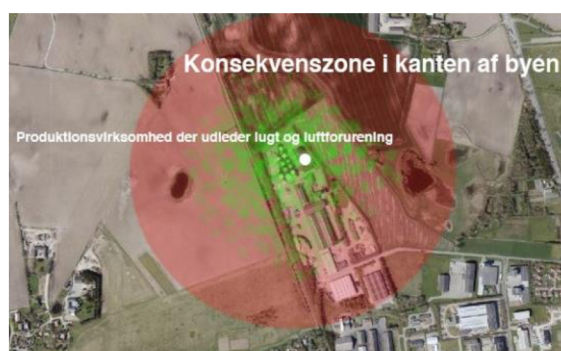 Konsekvenszone i kanten af byen
Produktionsvirksomhed der udleder lugt og luftforurening